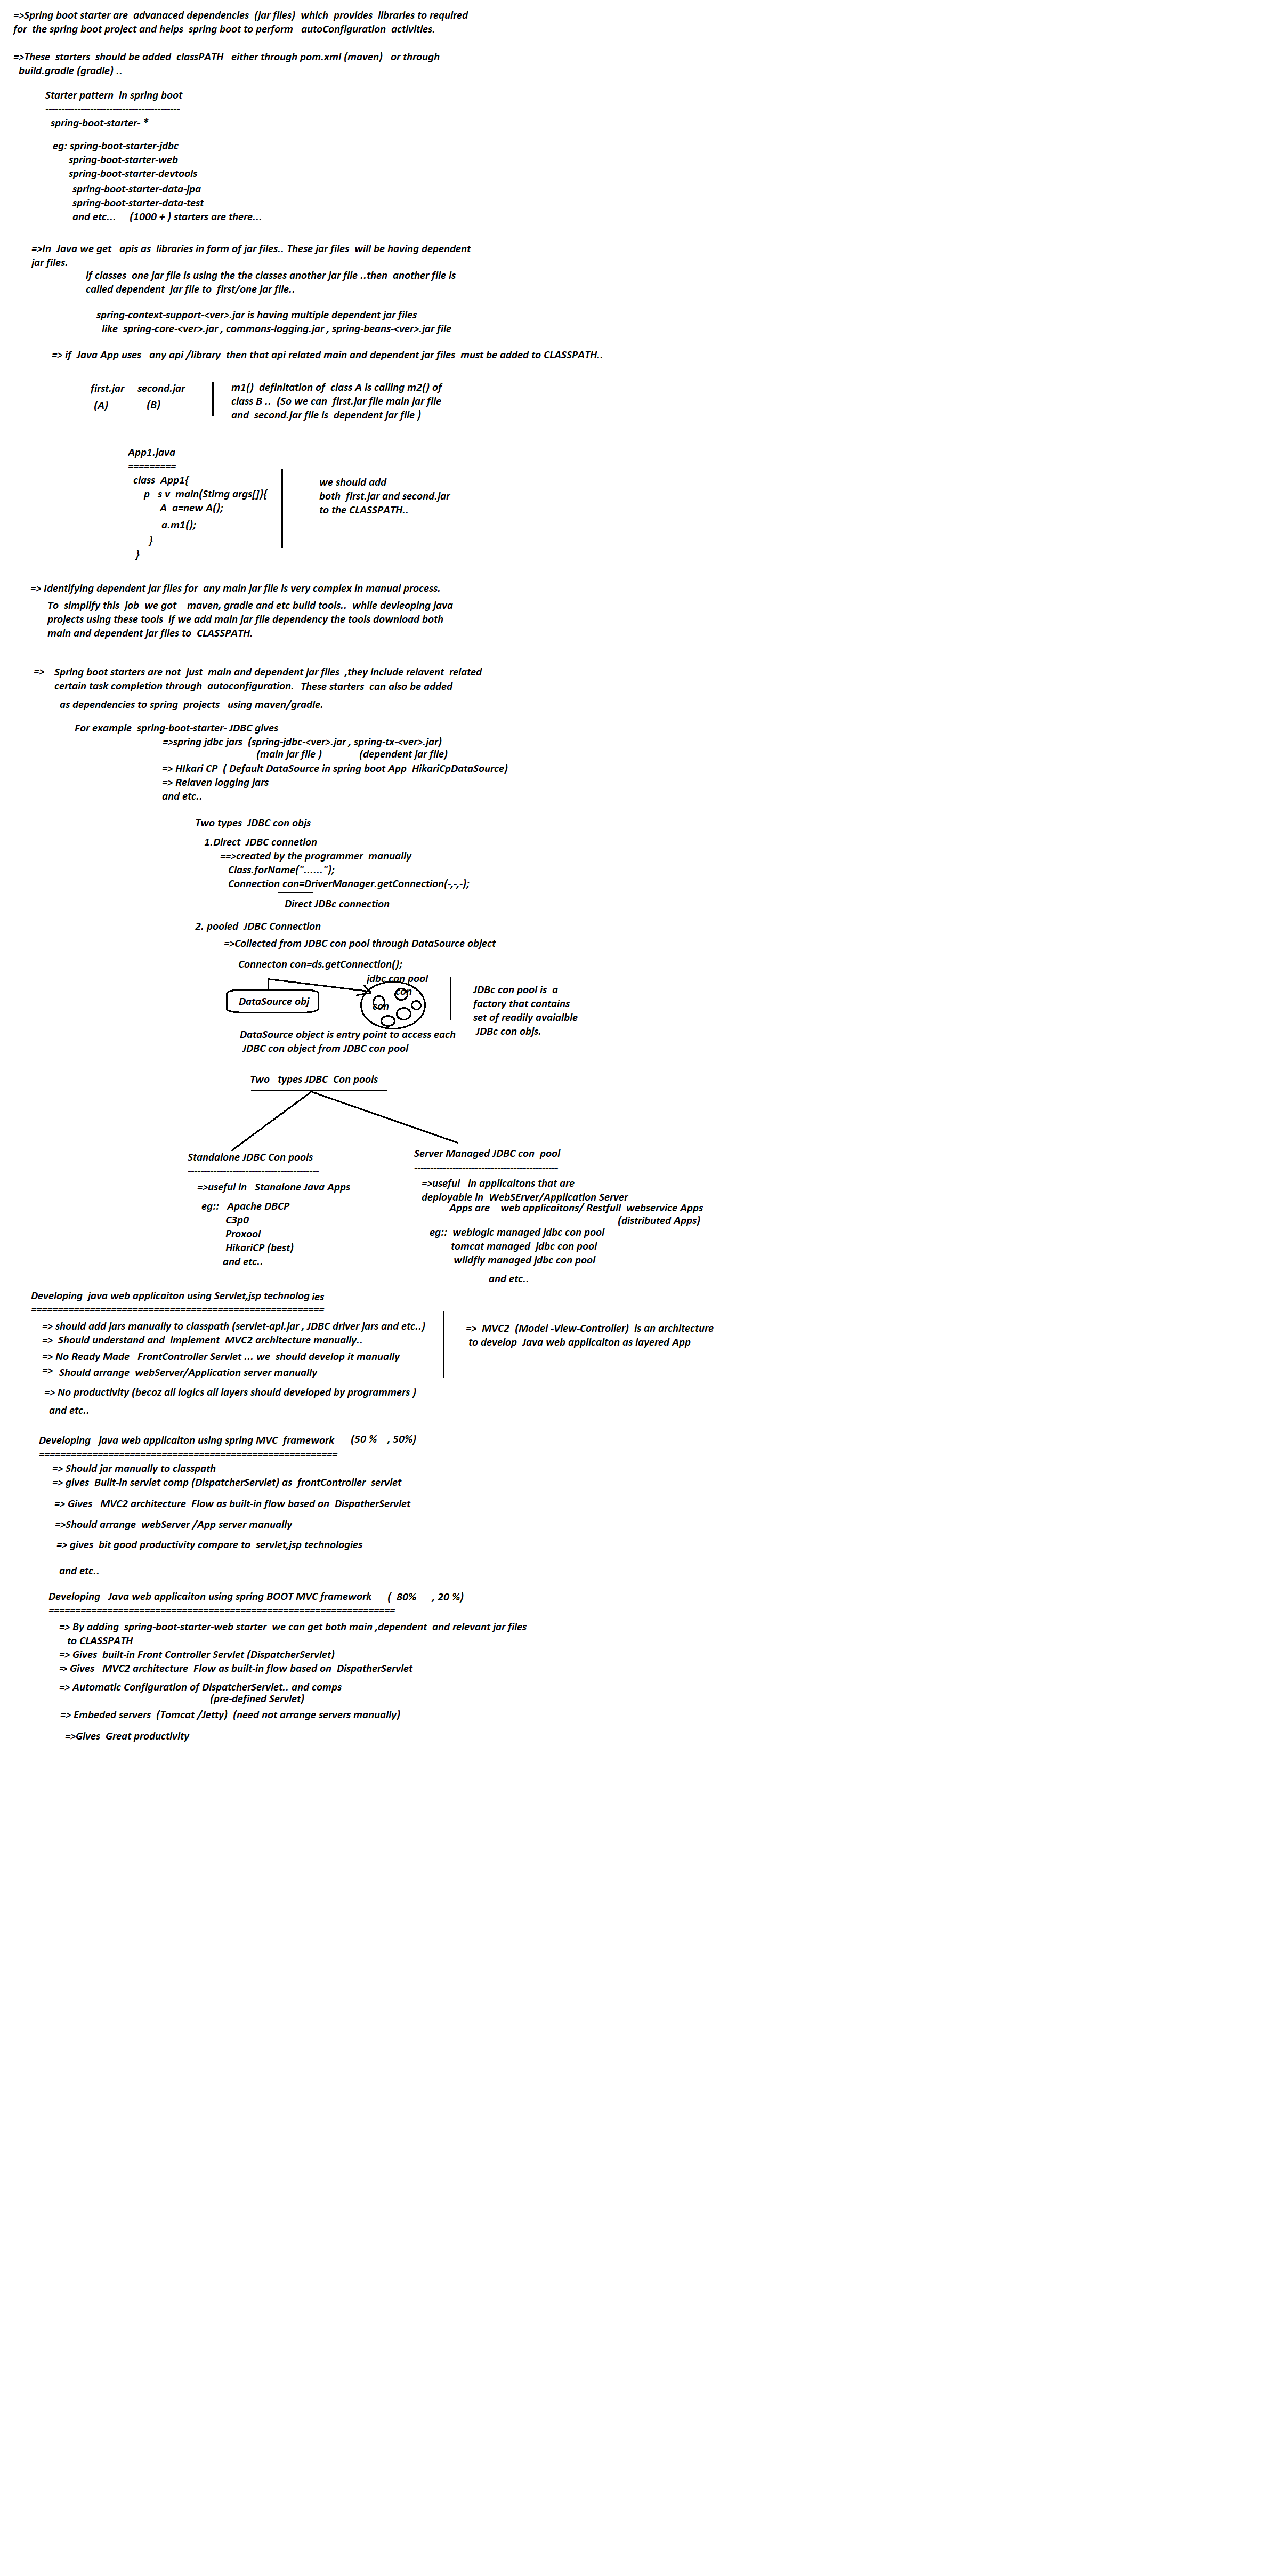 =>Spring boot starter are advanaced dependencies (jar files) which provides libraries to required
for the spring boot project and helps spring boot to perform autoConfiguration activities.
=>These starters should be added classPATH either through pom.xml (maven) or through
build.gradle (gradle) ..
Starter pattern in spring boot
------------------------------------------
spring-boot-starter- *
eg: spring-boot-starter-jdbc
spring-boot-starter-web
spring-boot-starter-devtools
spring-boot-starter-data-jpa
spring-boot-starter-data-test
and etc... (1000 + ) starters are there...
=>In Java we get apis as libraries in form of jar files.. These jar files will be having dependent
jar files.
if classes one jar file is using the the classes another jar file ..then another file is
called dependent jar file to first/one jar file..
spring-context-support-<ver>.jar is having multiple dependent jar files
like spring-core-<ver>.jar , commons-logging.jar , spring-beans-<ver>.jar file
=> if Java App uses any api /library then that api related main and dependent jar files must be added to CLASSPATH..
first.jar second.jar
(A) (B)
m1() definitation of class A is calling m2() of
class B .. (So we can first.jar file main jar file
and second.jar file is dependent jar file )
App1.java
=========
class App1{
p s v main(Stirng args[]){
A a=new A();
a.m1();
}
}
we should add
both first.jar and second.jar
to the CLASSPATH..
=> Identifying dependent jar files for any main jar file is very complex in manual process.
To simplify this job we got maven, gradle and etc build tools.. while devleoping java
projects using these tools if we add main jar file dependency the tools download both
main and dependent jar files to CLASSPATH.
=> Spring boot starters are not just main and dependent jar files ,they include relavent related
certain task completion through autoconfiguration. These starters can also be added
as dependencies to spring projects using maven/gradle.
For example spring-boot-starter- JDBC gives
=>spring jdbc jars (spring-jdbc-<ver>.jar , spring-tx-<ver>.jar)
(main jar file ) (dependent jar file)
=> HIkari CP ( Default DataSource in spring boot App HikariCpDataSource)
=> Relaven logging jars
and etc..
Two types JDBC con objs
1.Direct JDBC connetion
==>created by the programmer manually
Class.forName("......");
Connection con=DriverManager.getConnection(-,-,-);
Direct JDBc connection
2. pooled JDBC Connection
=>Collected from JDBC con pool through DataSource object
Connecton con=ds.getConnection();
jdbc con pool
con
DataSource obj
con
JDBc con pool is a
factory that contains
set of readily avaialble
JDBc con objs.
DataSource object is entry point to access each
JDBC con object from JDBC con pool
Two types JDBC Con pools
Standalone JDBC Con pools
-----------------------------------------
=>useful in Stanalone Java Apps
eg:: Apache DBCP
C3p0
Proxool
HikariCP (best)
and etc..
Server Managed JDBC con pool
---------------------------------------------
=>useful in applicaitons that are
deployable in WebSErver/Application Server
Apps are web applicaitons/ Restfull webservice Apps
(distributed Apps)
eg:: weblogic managed jdbc con pool
tomcat managed jdbc con pool
wildfly managed jdbc con pool
and etc..
Developing java web applicaiton using Servlet,jsp technolog ies
=======================================================
=> should add jars manually to classpath (servlet-api.jar , JDBC driver jars and etc..)
=> Should understand and implement MVC2 architecture manually..
=> No Ready Made FrontController Servlet ... we should develop it manually
=> Should arrange webServer/Application server manually
=> No productivity (becoz all logics all layers should developed by programmers )
and etc..
=> MVC2 (Model -View-Controller) is an architecture
to develop Java web applicaiton as layered App
Developing java web applicaiton using spring MVC framework (50 % , 50%)
========================================================
=> Should jar manually to classpath
=> gives Built-in servlet comp (DispatcherServlet) as frontController servlet
=> Gives MVC2 architecture Flow as built-in flow based on DispatherServlet
=>Should arrange webServer /App server manually
=> gives bit good productivity compare to servlet,jsp technologies
and etc..
Developing Java web applicaiton using spring BOOT MVC framework ( 80% , 20 %)
=================================================================
=> By adding spring-boot-starter-web starter we can get both main ,dependent and relevant jar files
to CLASSPATH
=> Gives built-in Front Controller Servlet (DispatcherServlet)
=> Gives MVC2 architecture Flow as built-in flow based on DispatherServlet
=> Automatic Configuration of DispatcherServlet.. and comps
(pre-defined Servlet)
=> Embeded servers (Tomcat /Jetty) (need not arrange servers manually)
=>Gives Great productivity